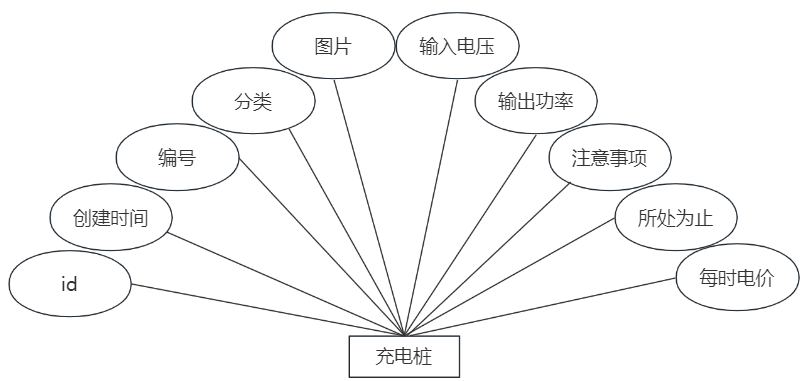 图片
输入电压
分类
输出功率
编号
注意事项
创建时间
所处为止
id
每时电价
充电桩